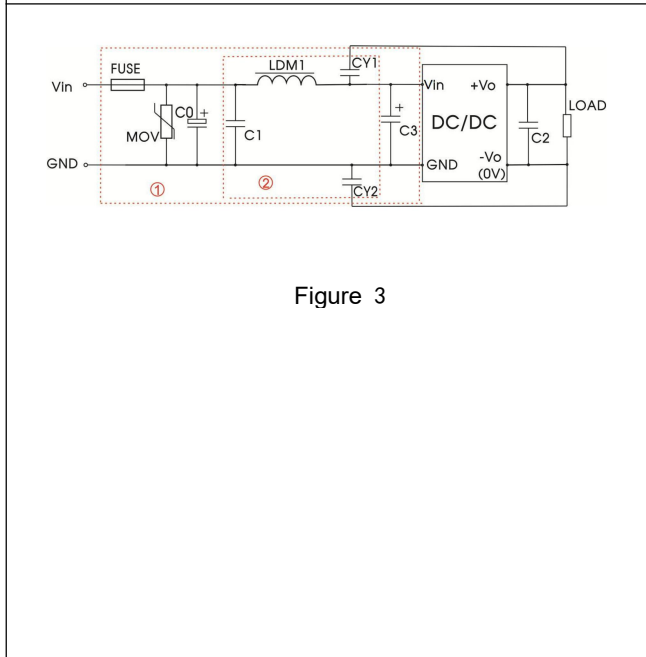 LDM1
CY1
FUSE
Vin
Vin
+Vo
LOAD
C0
+
+
MOV
C1
C3
DC/DC
C2
GND
GND
-Vo
(0V)
①
②
CY2
Figure 3